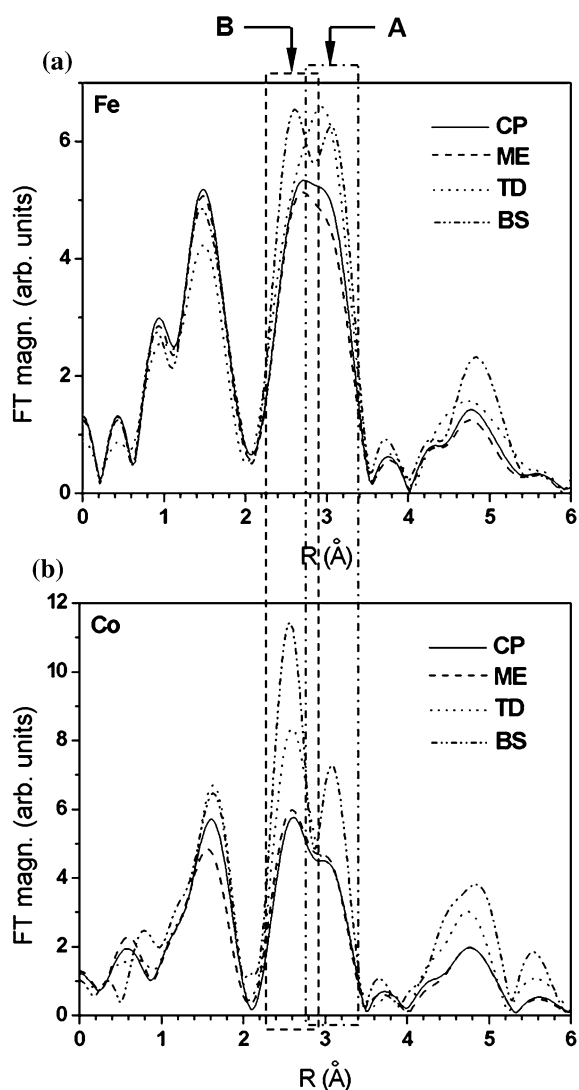 B A
(a)
Fe
CP
ME
TD
BS
6
4
2
0
FT magn. (arb. units)
0 1 2 3 4 5 6
R (Å)
(b)
Co
CP
ME
TD
BS
12
10
8
6
4
2
0
FT magn. (arb. units)
0 1 2 3 4 5 6
R (Å)